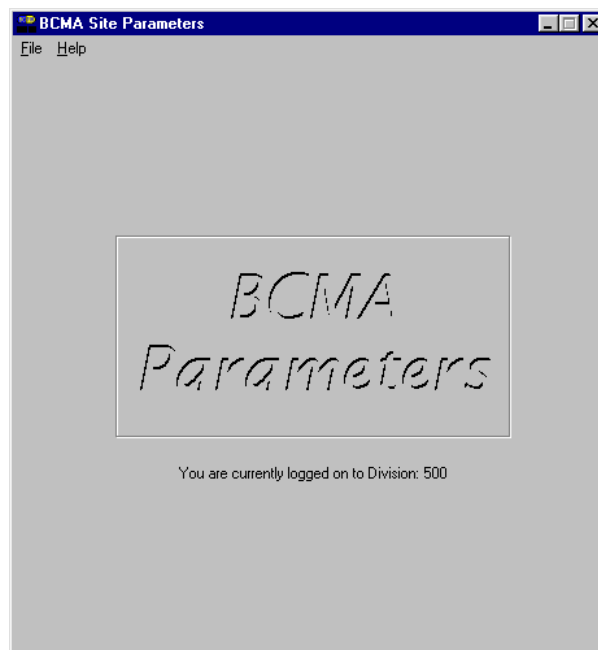 BCMA Site Parameters
File Help
BCMA
Parameters
You are currently logged on to Division: 500